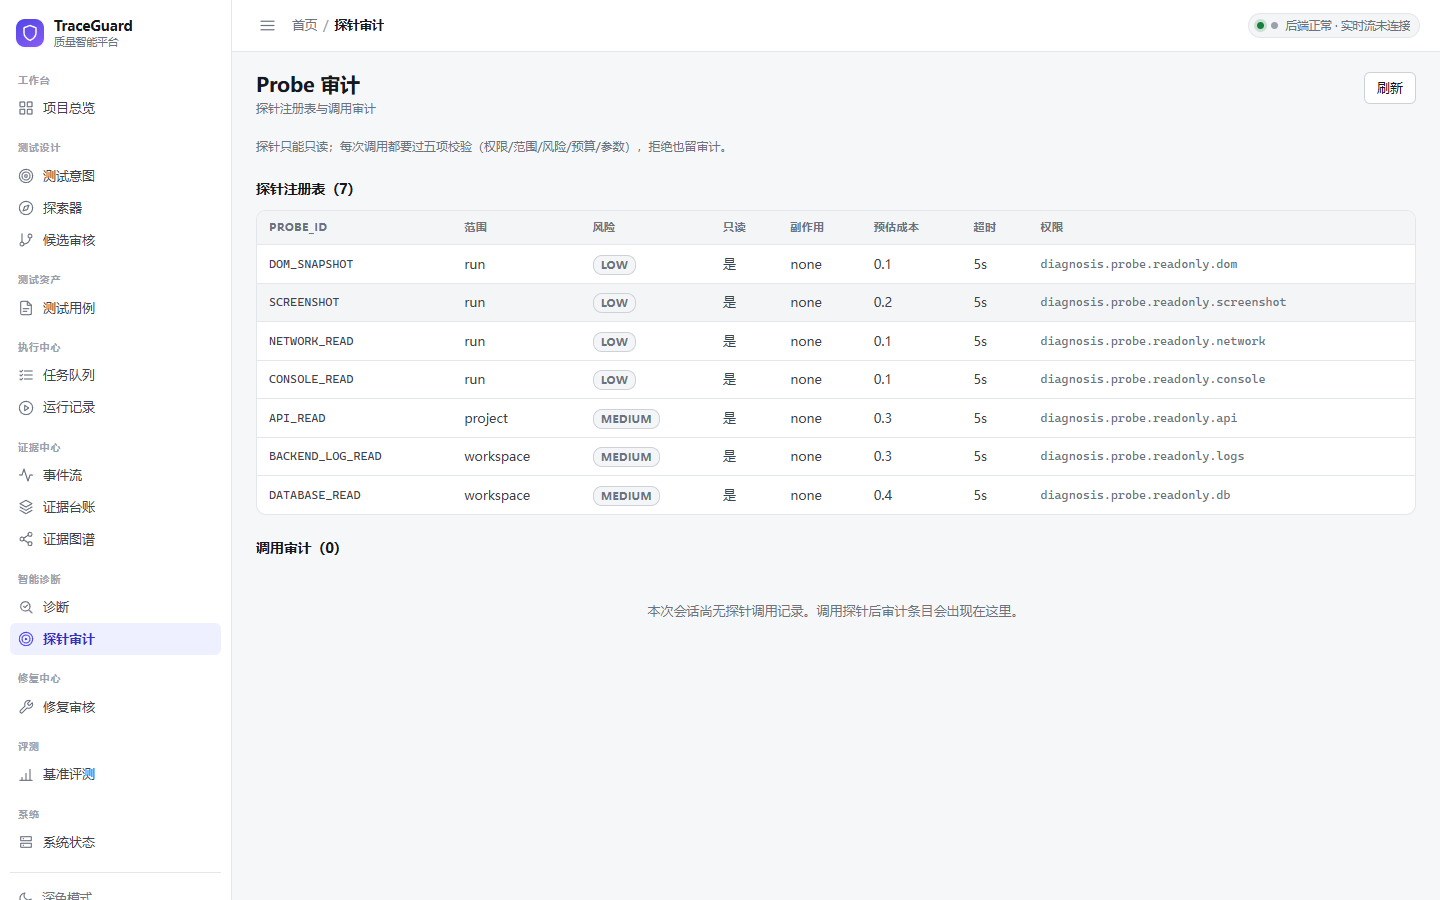 TraceGuard
质量智能平台
工作台
项目总览
测试设计
测试意图
探索器
候选审核
测试资产
测试用例
执行中心
任务队列
运行记录
证据中心
事件流
证据台账
证据图谱
智能诊断
诊断
探针审计
修复中心
修复审核
评测
基准评测
系统
系统状态
深色模式
首页 / 探针审计
后端正常 · 实时流未连接
Probe 审计
刷新
探针注册表与调用审计
探针只能只读；每次调用都要过五项校验（权限/范围/风险/预算/参数），拒绝也留审计。
探针注册表（7）
PROBE_ID 范围 风险 只读 副作用 预估成本 超时 权限
DOM_SNAPSHOT run LOW 是 none 0.1 5s diagnosis.probe.readonly.dom
SCREENSHOT run LOW 是 none 0.2 5s diagnosis.probe.readonly.screenshot
NETWORK_READ run LOW 是 none 0.1 5s diagnosis.probe.readonly.network
CONSOLE_READ run LOW 是 none 0.1 5s diagnosis.probe.readonly.console
API_READ project MEDIUM 是 none 0.3 5s diagnosis.probe.readonly.api
BACKEND_LOG_READ workspace MEDIUM 是 none 0.3 5s diagnosis.probe.readonly.logs
DATABASE_READ workspace MEDIUM 是 none 0.4 5s diagnosis.probe.readonly.db
调用审计（0）
本次会话尚无探针调用记录。调用探针后审计条目会出现在这里。